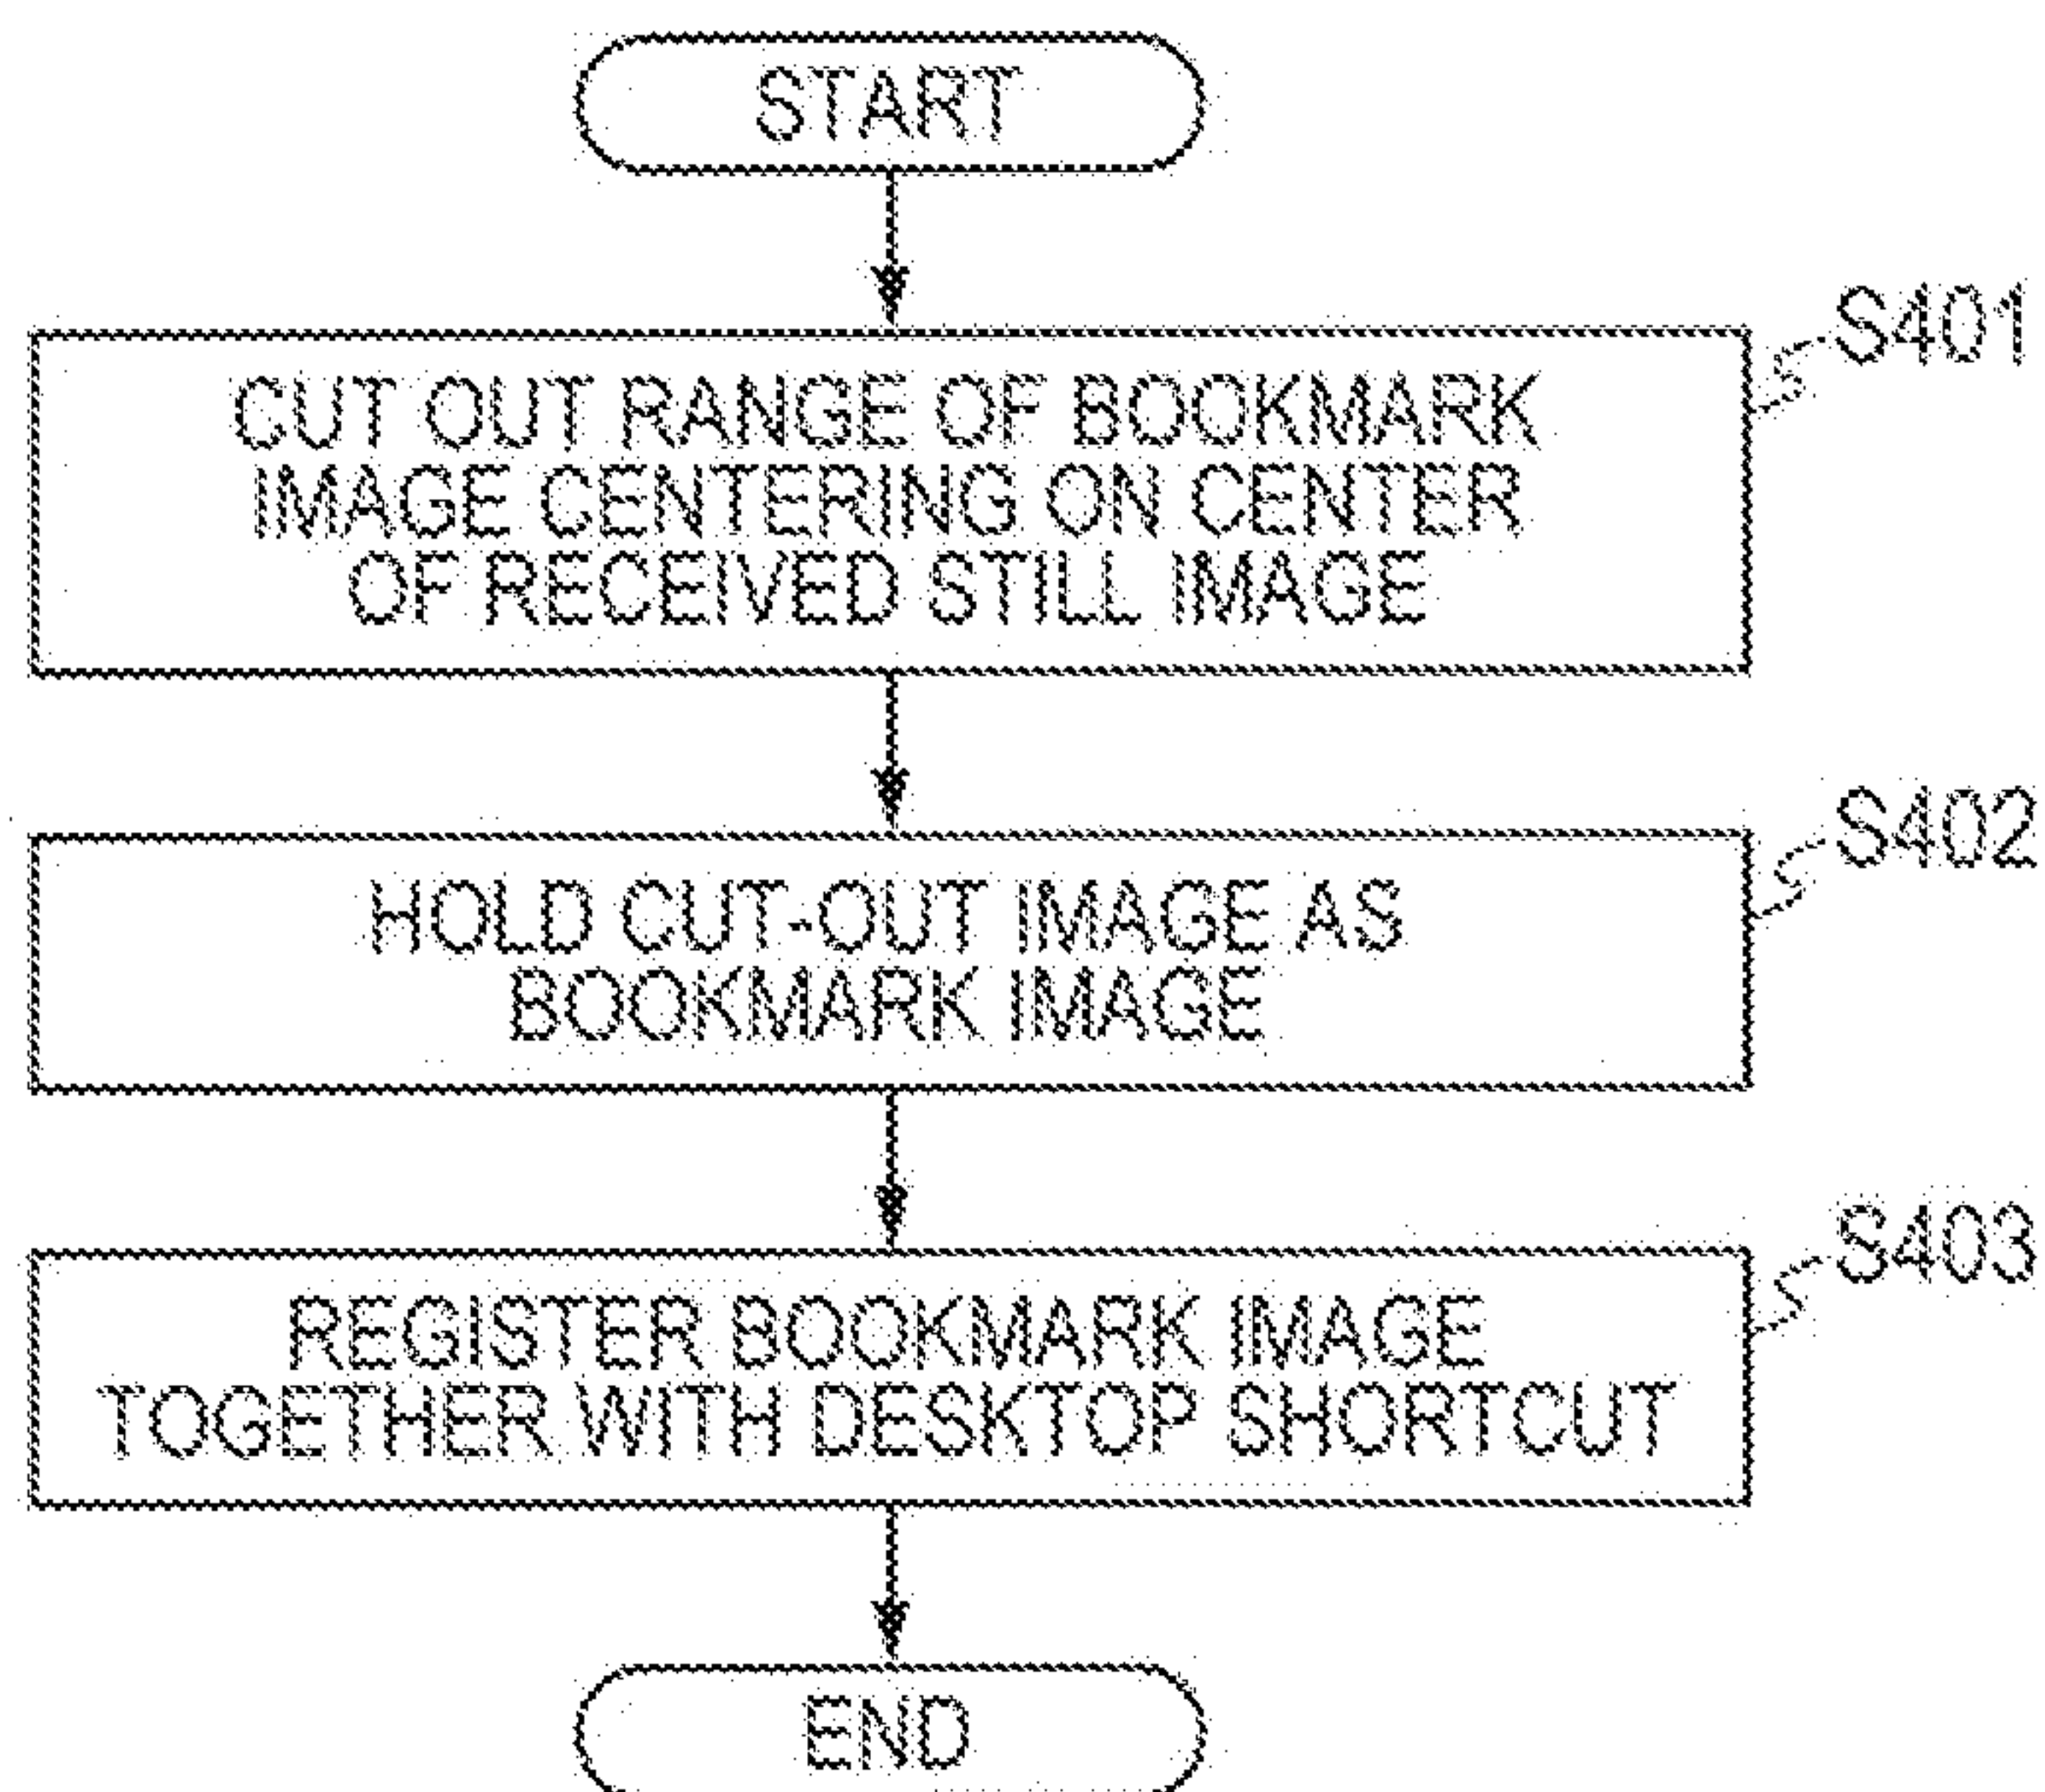 START
S401
CUT OUT RANGE OF BOOKMARK
IMAGE CENTERING ON CENTER
OF RECEIVED STILL IMAGE
S402
HOLD CUT-OUT IMAGE AS
BOOKMARK IMAGE
S403
REGISTER BOOKMARK IMAGE
TOGETHER WITH DESKTOP SHORTCUT
END